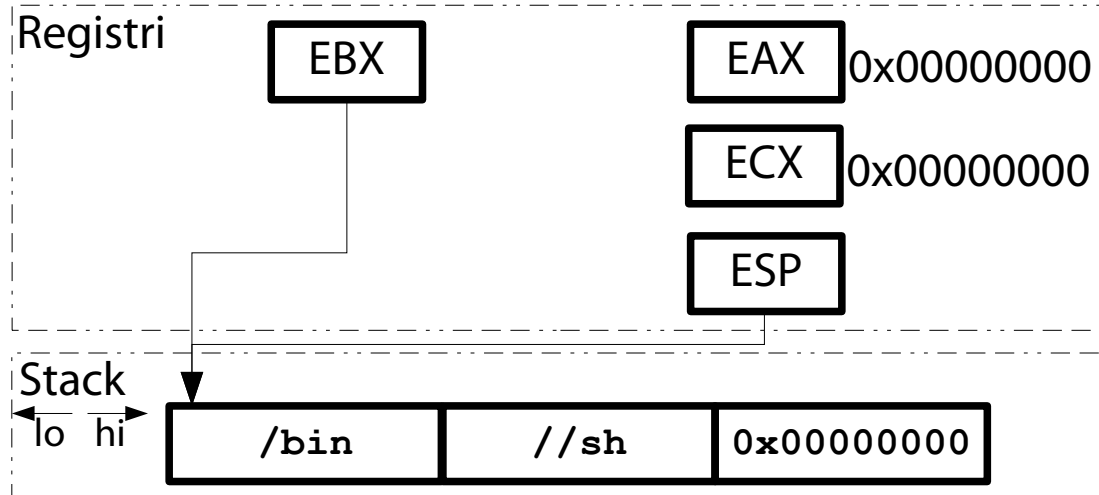 Registri
EBX
EAX 0x00000000
ECX 0x00000000
ESP
Stack
lo hi
/bin //sh 0x00000000